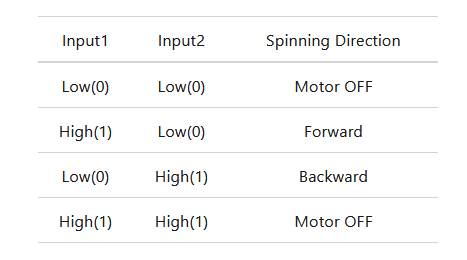 Input1 Input2 Spinning Direction
Low(0) Low(0) Motor OFF
High(1) Low(0) Forward
Low(0) High(1) Backward
High(1) High(1) Motor OFF